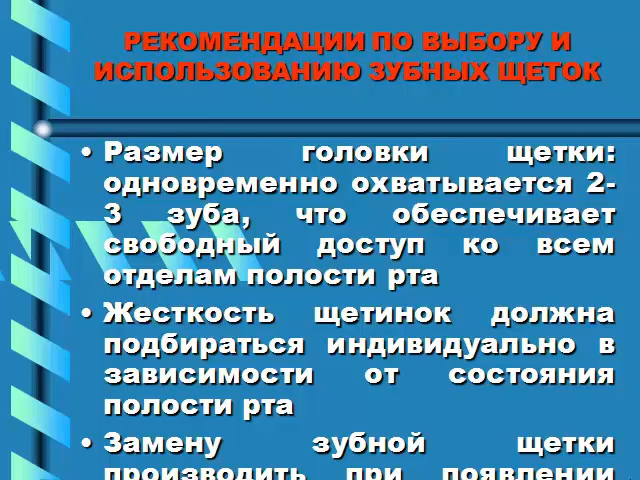 РЕКОМЕНДАЦИИ ПО ВЫБОРУ И
ИСПОЛЬЗОВАНИЮ ЗУБНЫХ ЩЕТОК
• Размер головки щетки:
одновременно охватывается 2-
3 зуба, что обеспечивает
свободный доступ ко всем
отделам полости рта
• Жесткость щетинок должна
подбираться индивидуально в
зависимости от состояния
полости рта
• Замену зубной щетки
производить при появлении